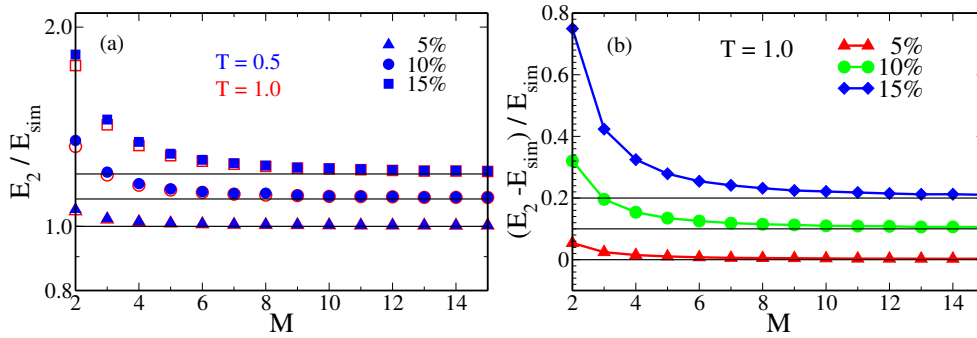 (a)
T = 0.5
T = 1.0
5%
10%
15%
2.0
1.0
0.8
E2 / Esim
2 4 6 8 10 12 14
M
(b)
T = 1.0
5%
10%
15%
0.8
0.6
0.4
0.2
0
(E2 -Esim) / Esim
2 4 6 8 10 12 14
M